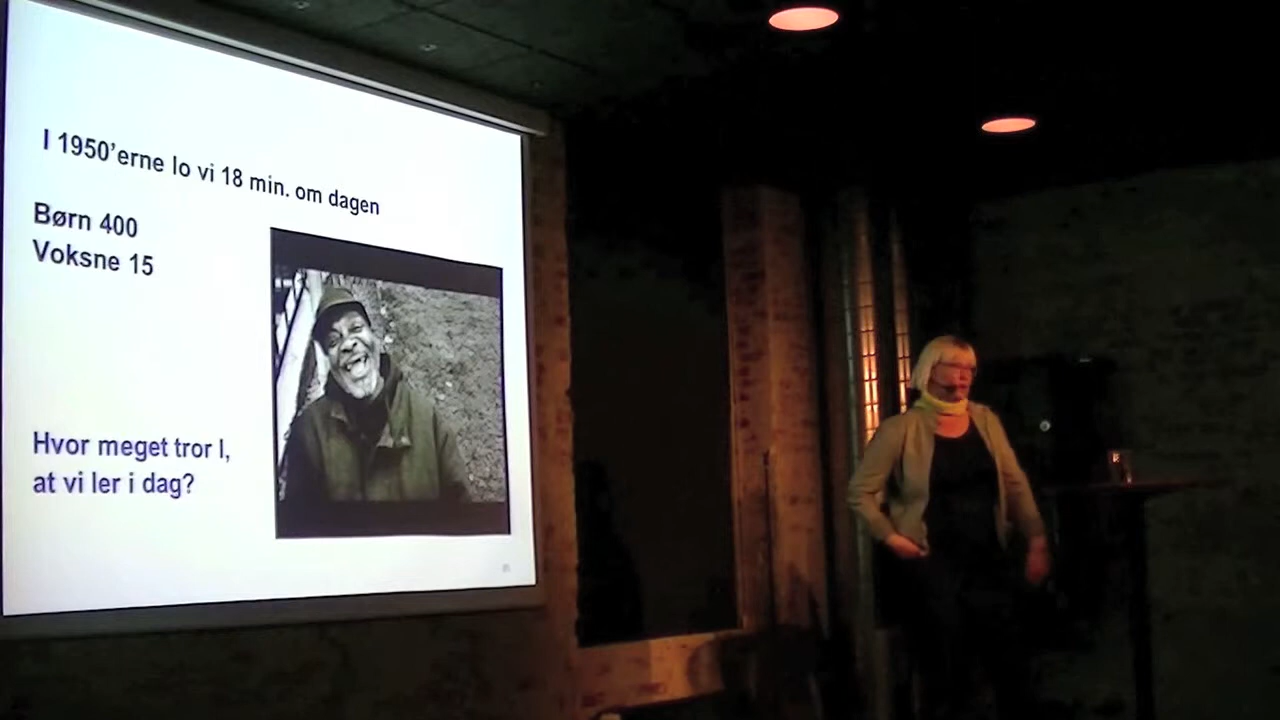 I 1950'erne lo vi 18 min. om dagen
Børn 400
Voksne 15
Hvor meget tror I,
at vi ler i dag?